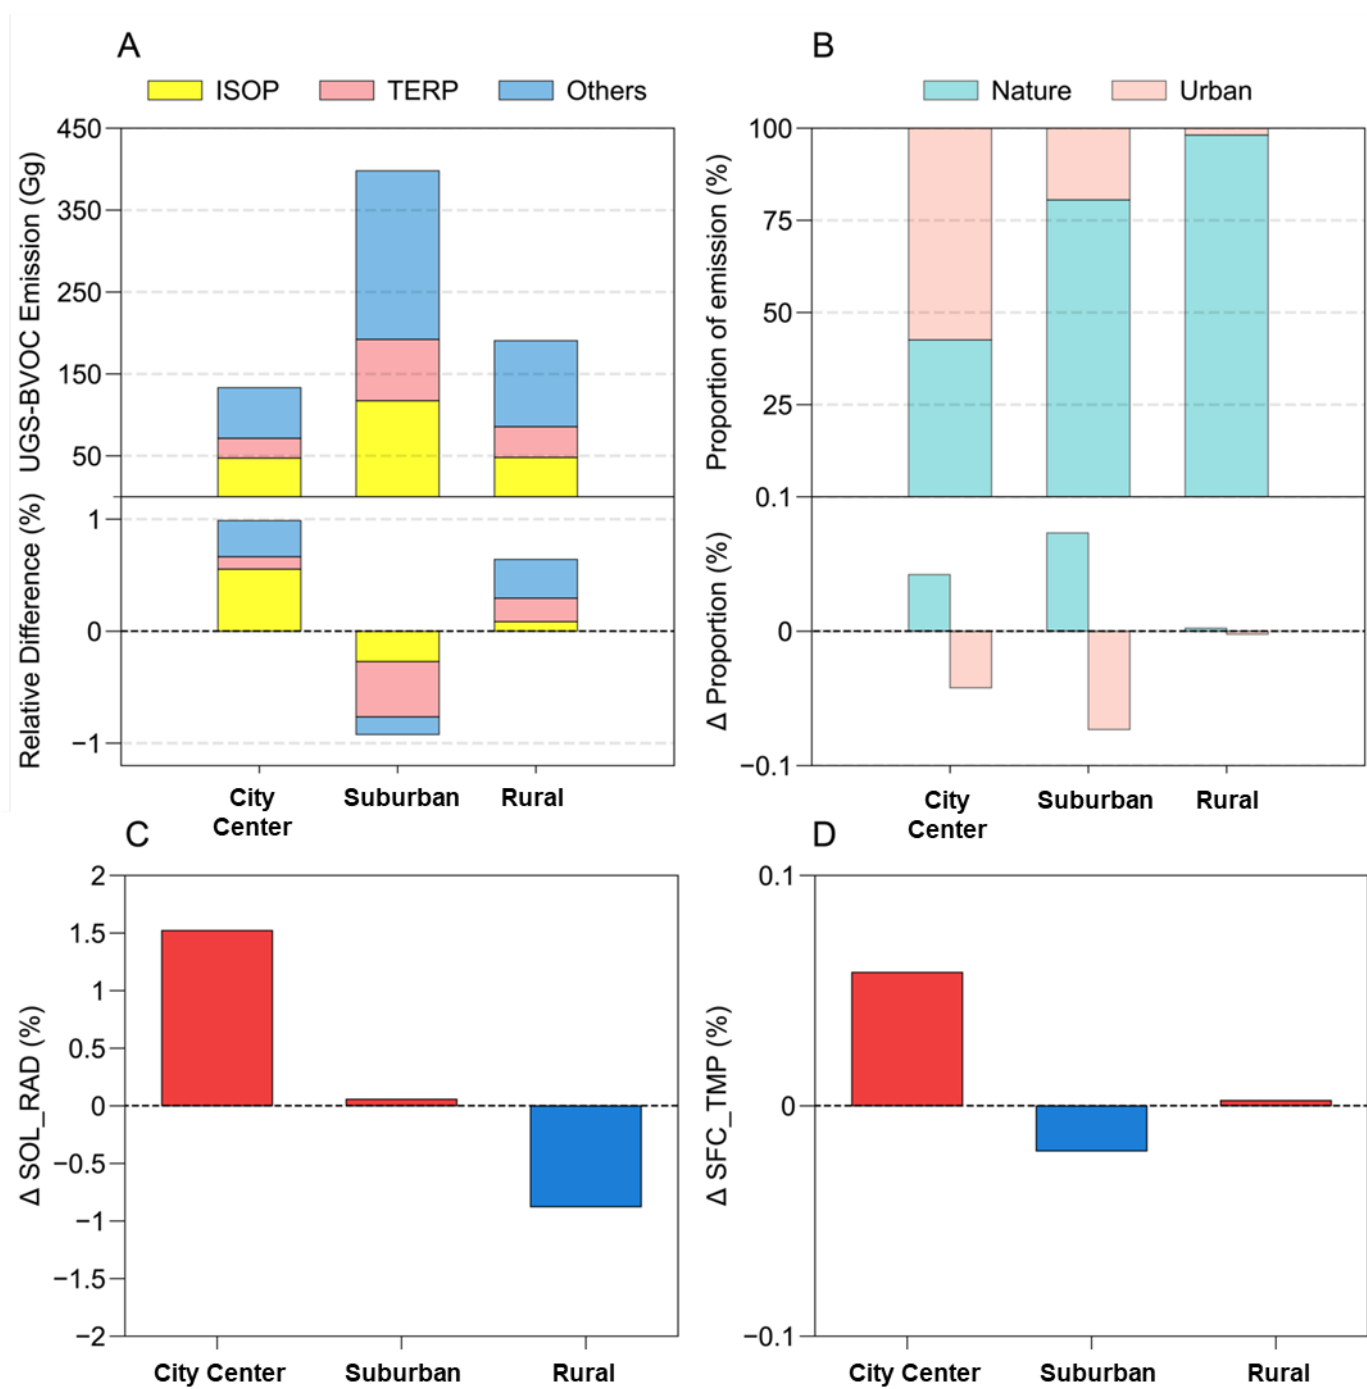 A
ISOP TERP Others
UGS-BVOC Emission (Gg)
450
350
250
150
50
Relative Difference (%)
1
0
−1
City Center
Suburban
Rural
B
Nature Urban
Proportion of emission (%)
100
75
50
25
0.1
Δ Proportion (%)
0
−0.1
City Center
Suburban
Rural
C
Δ SOL_RAD (%)
2
1.5
1
0.5
0
−0.5
−1
−1.5
−2
City Center Suburban Rural
D
Δ SFC_TMP (%)
0.1
0
−0.1
City Center Suburban Rural